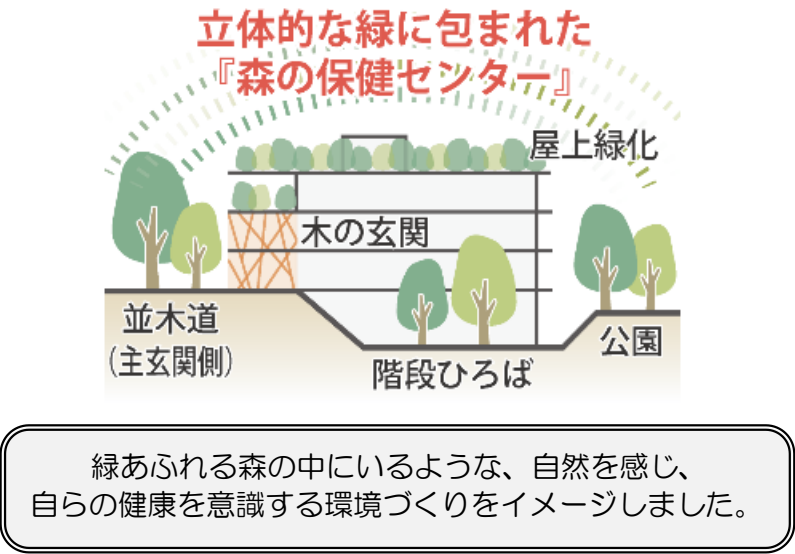 立体的な緑に包まれた
『森の保健センター』
屋上緑化
木の玄関
並木道
(主玄関側)
公園
階段ひろば
緑あふれる森の中にいるような、自然を感じ、
自らの健康を意識する環境づくりをイメージしました。